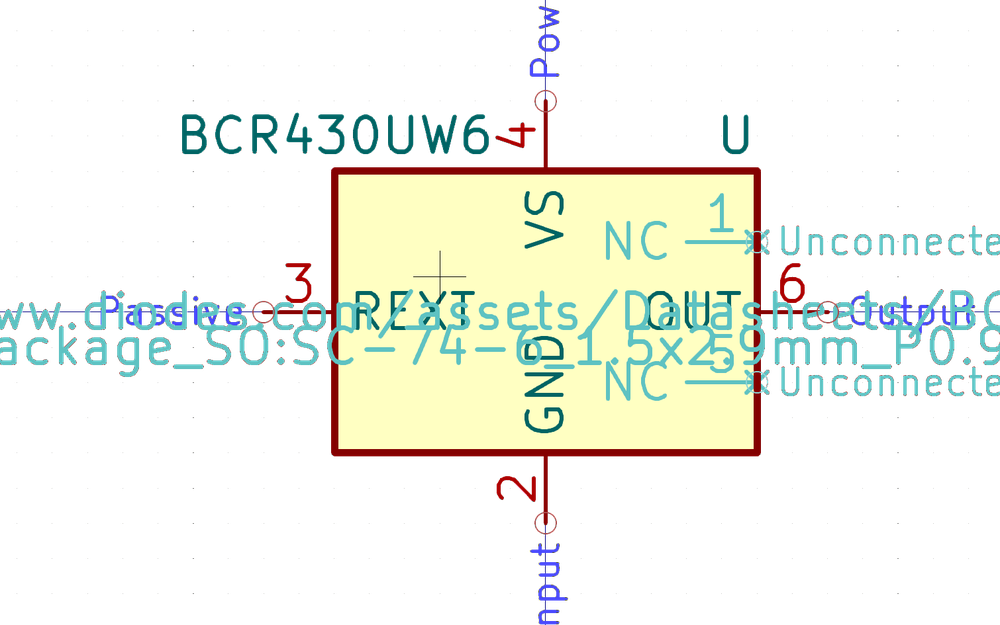 Pow
BCR430UW6
4
U
VS
1
NC
Unconnecte
3
6
Passive
REXT
OUT
Output
ww.diodes.com/assets/Datasheets/BC
ackage_SO:SC-74-6_1.5x2.9mm_P0.9
5
GND
NC
Unconnecte
2
nput